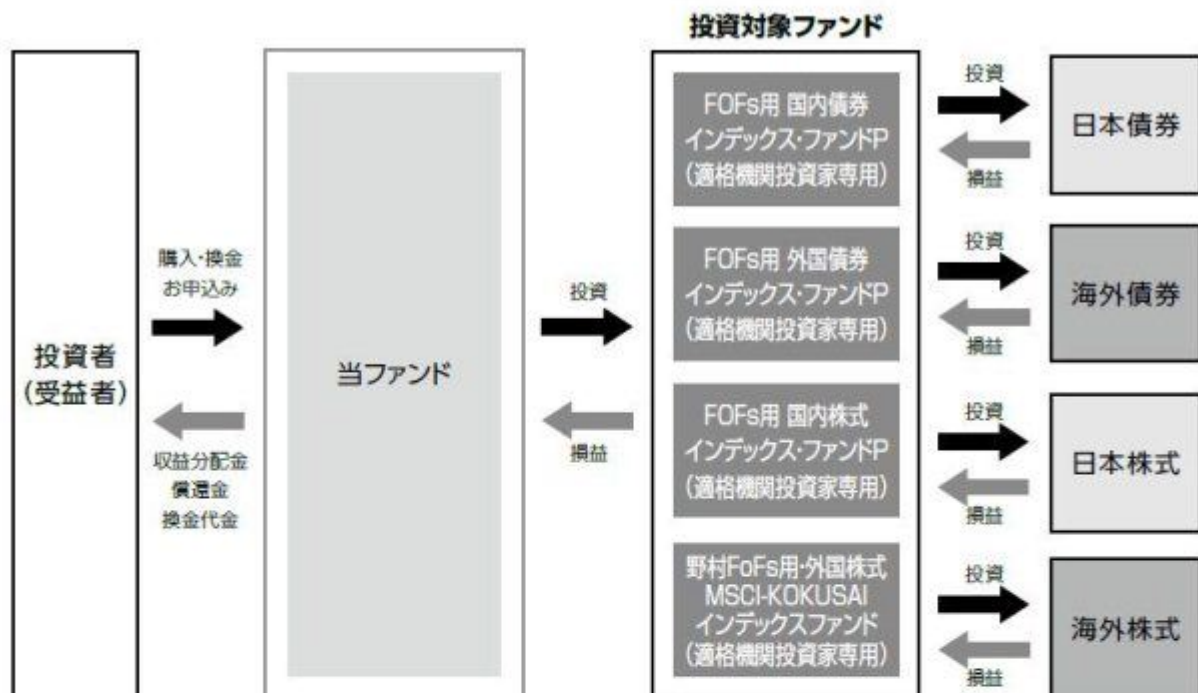 投資対象ファンド
投資者
(受益者)
購入・換金
お申込み
収益分配金
償還金
換金代金
当ファンド
投資
損益
FOFs用 国内債券
インデックス・ファンドP
(適格機関投資家専用)
投資
損益
日本債券
FOFs用 外国債券
インデックス・ファンドP
(適格機関投資家専用)
投資
損益
海外債券
FOFs用 国内株式
インデックス・ファンドP
(適格機関投資家専用)
投資
損益
日本株式
野村FoFs用・外国株式
MSCI-KOKUSAI
インデックスファンド
(適格機関投資家専用)
投資
損益
海外株式